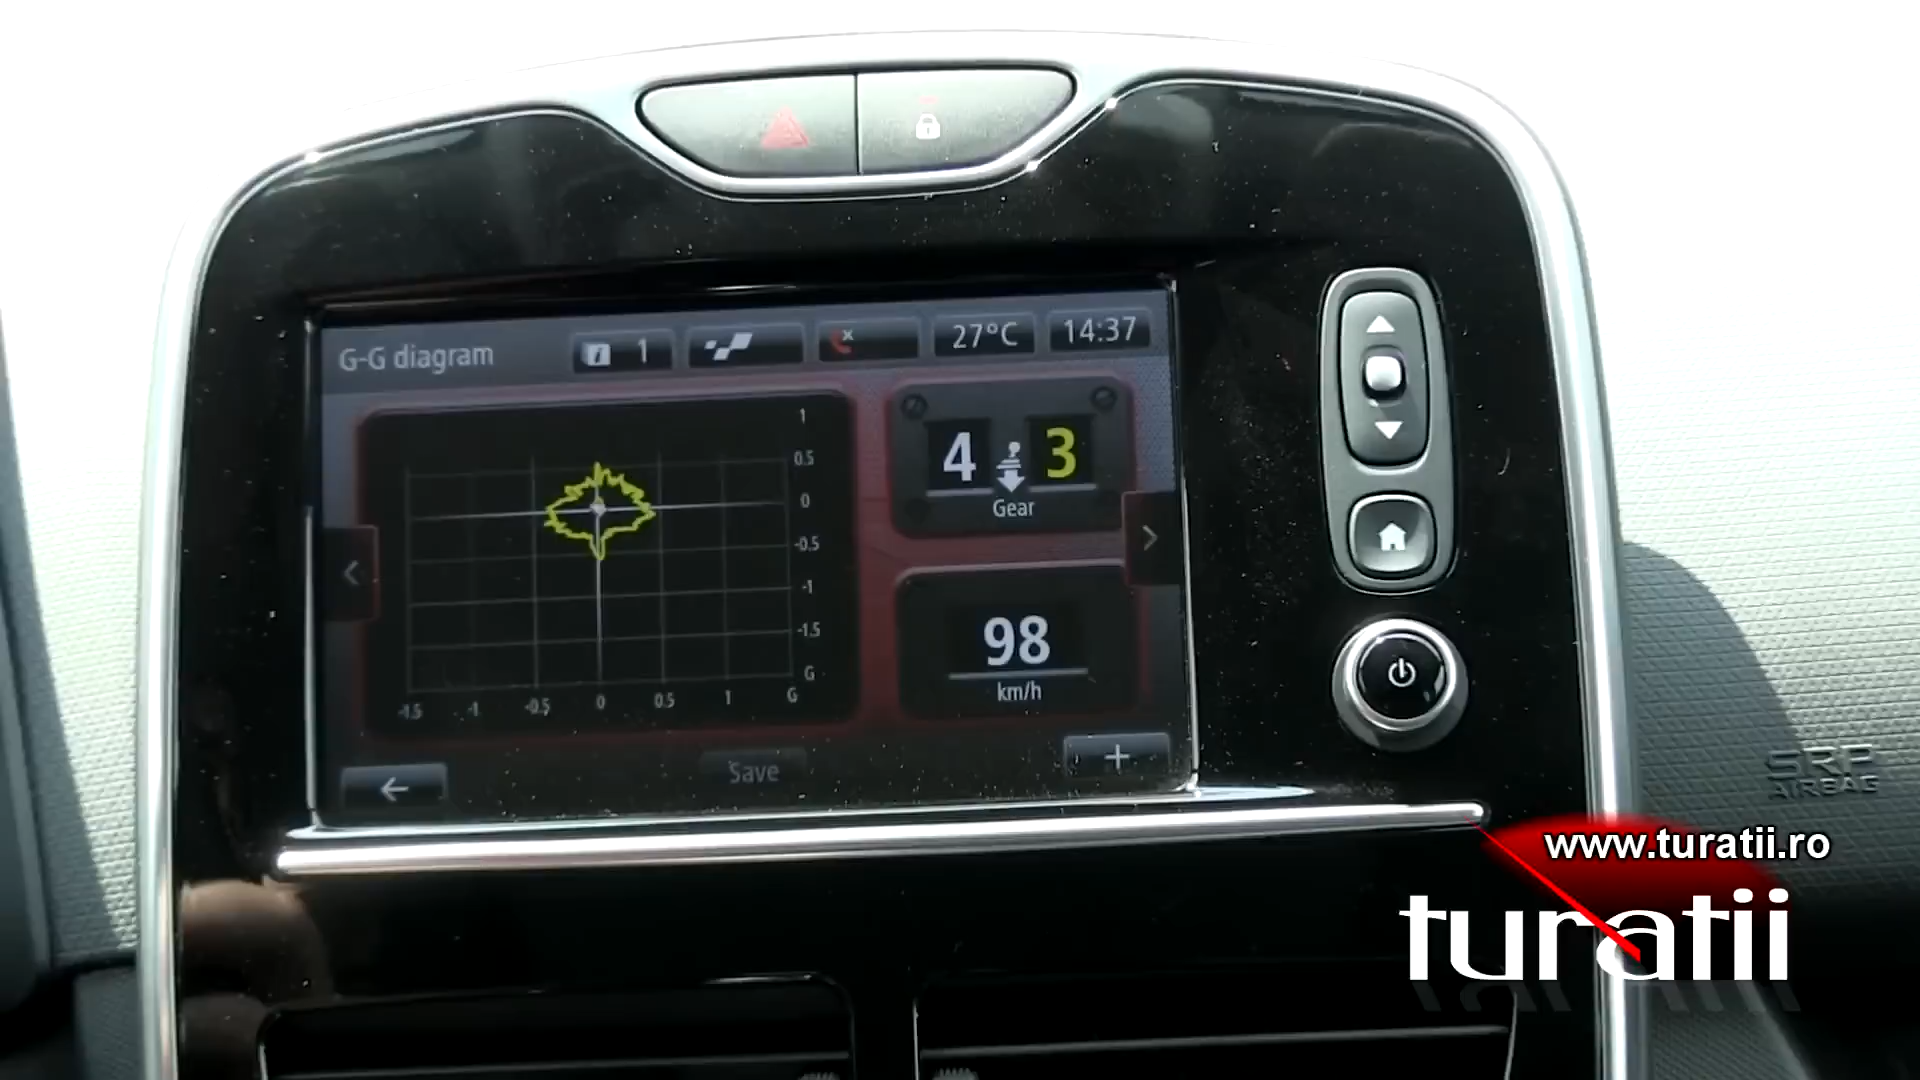 G-G diagram
1
27°C
14:37
1
0.5
0
-0.5
-1
-1.5
G
-1.5 -1 -0.5 0 0.5 1 G
4 3
Gear
98
km/h
Save
SRP
AIRBAG
www.turatii.ro
turatii